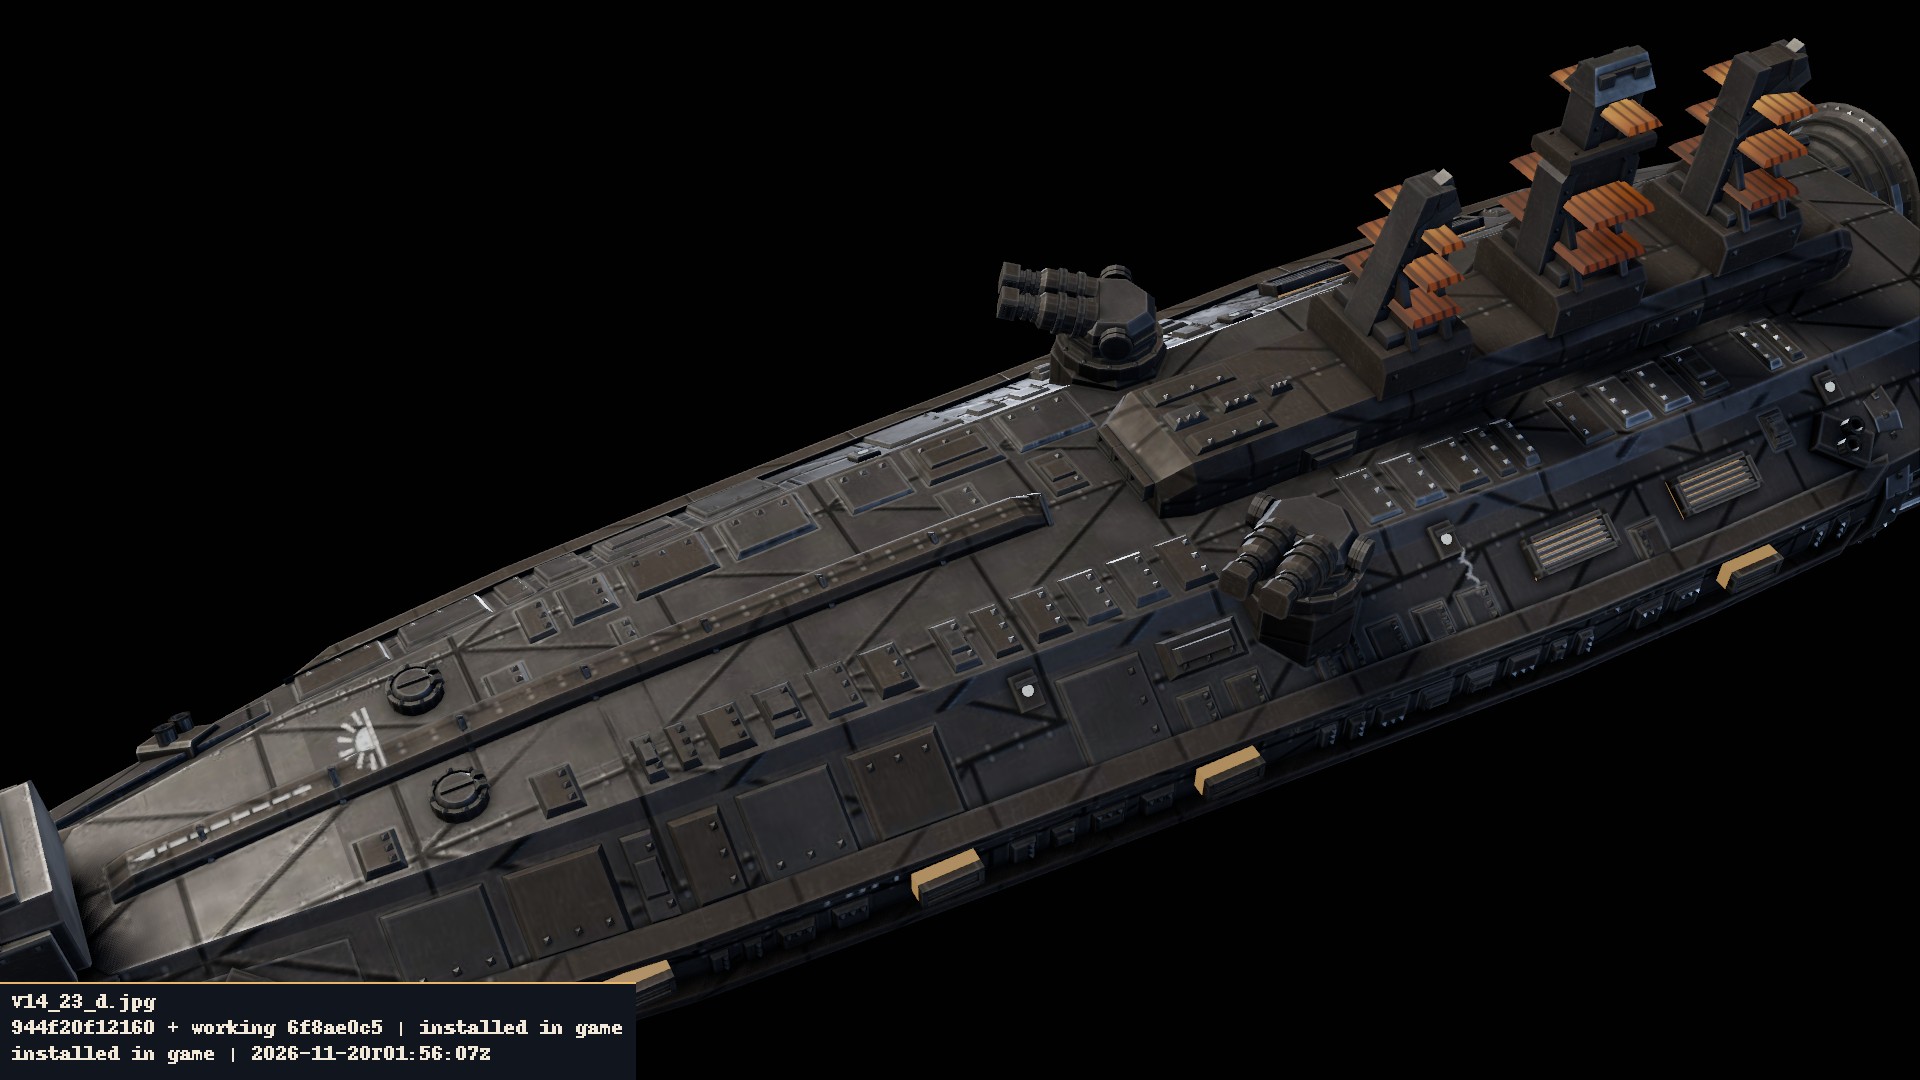 v14_23_d.jpg
944f20f12160 + working 6f8ae0c5 | installed in game
installed in game | 2026-11-20T01:56:07Z